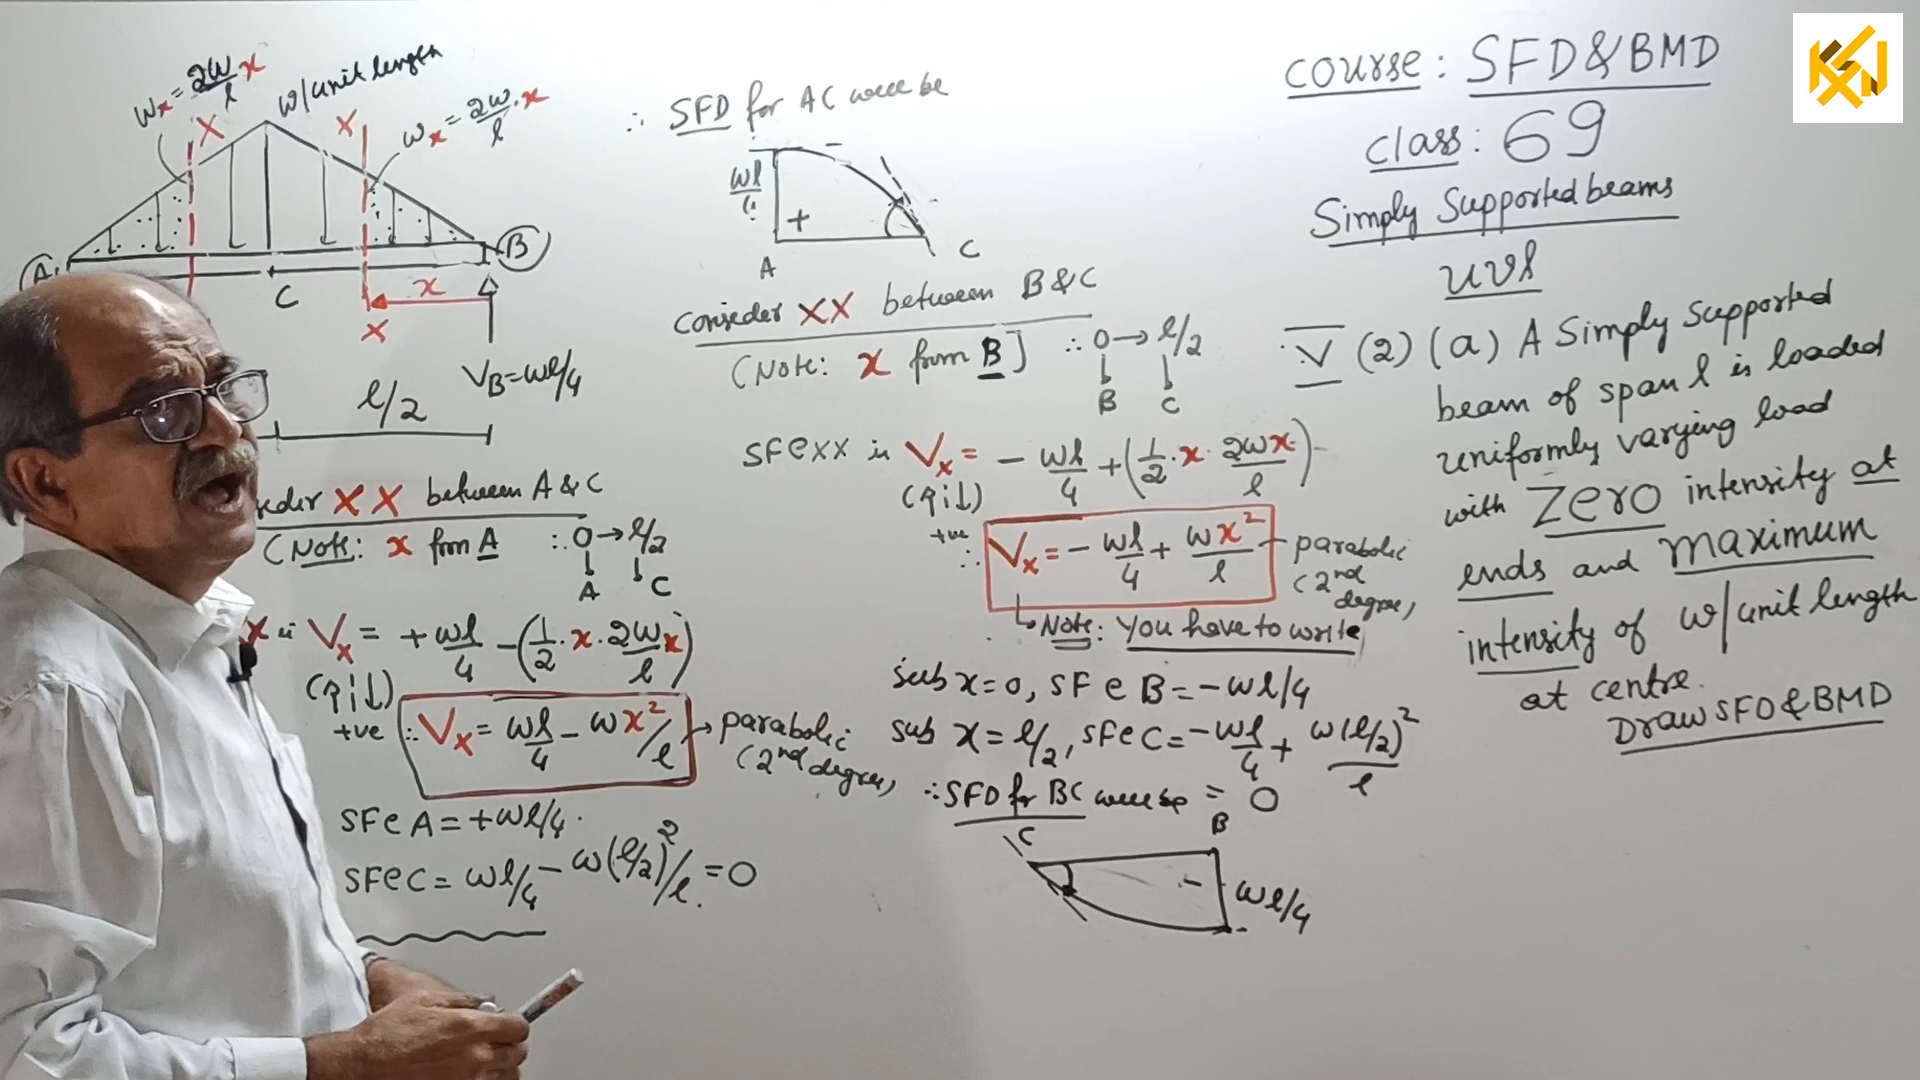 Wx = 2W/l x
w/unit length
Wx = 2W/l . x
X
X
A
B
C
x
X
VB = wl/4
l/2
XX between A & C
(Note: x from A ∴ 0 → l/2
A C
X is Vx = + wl/4 - (1/2 . x . 2wx/l)
(↑i↓)
+ve ∴ Vx = wl/4 - wx²/l → parabolic
(2nd degree)
SF@A = +wl/4.
SF@C = wl/4 - w(l/2)²/l = 0
∴ SFD for AC will be
wl
+
A
C
Consider XX between B & C
(Note: x from B) ∴ 0 → l/2
B C
SF@XX is Vx = - wl/4 + (1/2 . x . 2wx/l)
(↑i↓)
+ve
∴ Vx = - wl/4 + wx²/l - parabolic
(2nd degree)
Note: You have to write
sub x=0, SF@B = -wl/4
sub x = l/2, SF@C = - wl/4 + w(l/2)²/l
∴ SFD for BC will be = 0
C
B
-
wl/4
Course: SFD & BMD
class: 69
Simply Supported beams
uvl
V (2) (a) A Simply Supported
beam of span l is loaded
uniformly varying load
with Zero intensity at
ends and maximum
intensity of w/unit length
at centre.
Draw SFD & BMD